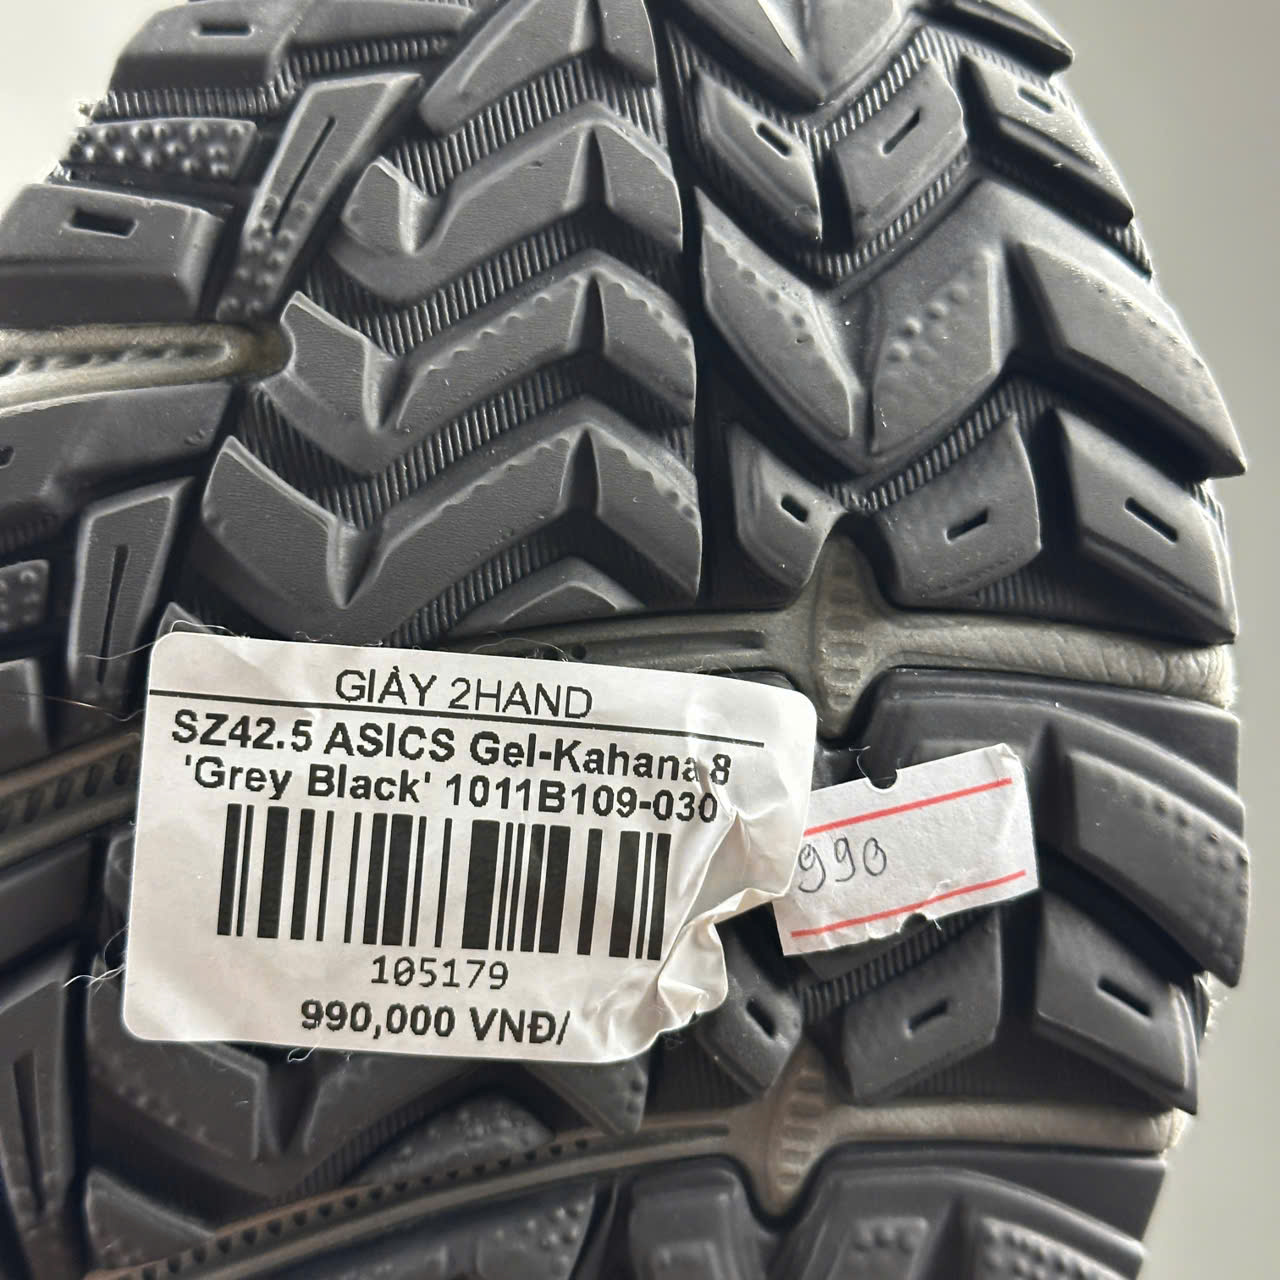 GIÀY 2HAND
SZ42.5 ASICS Gel-Kahana 8
'Grey Black' 1011B109-030
105179
990,000 VNĐ/
990